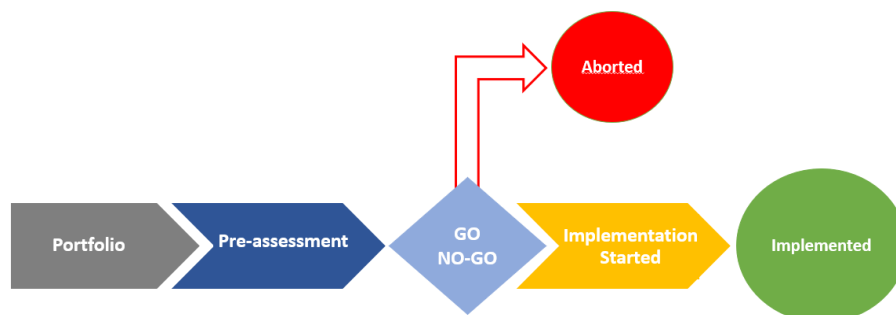 Aborted
Portfolio
Pre-assessment
GO
NO-GO
Implementation
Started
Implemented